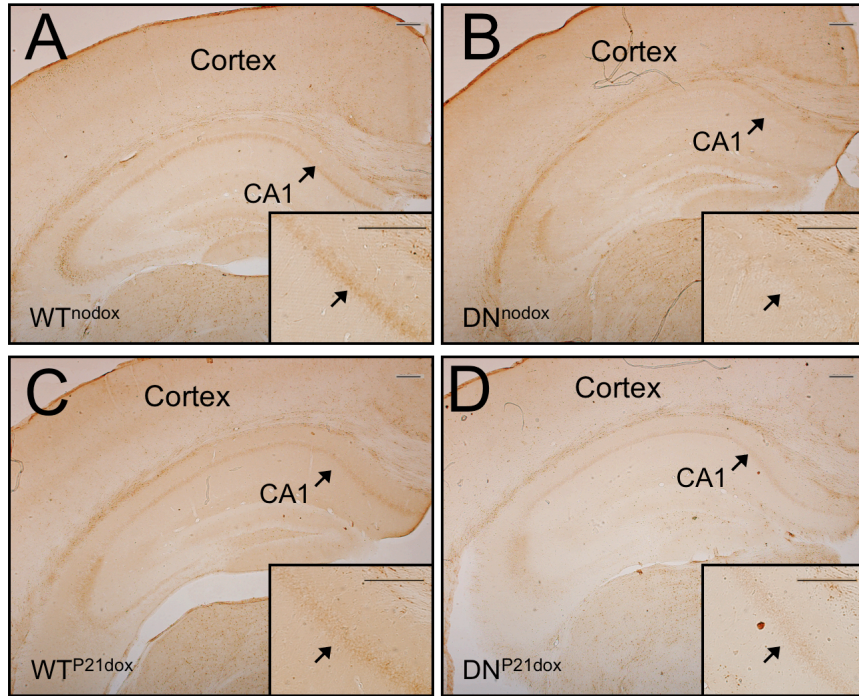 A
Cortex
CA1
WTnodox
B
Cortex
CA1
DNnodox
C
Cortex
CA1
WTP21dox
D
Cortex
CA1
DNP21dox